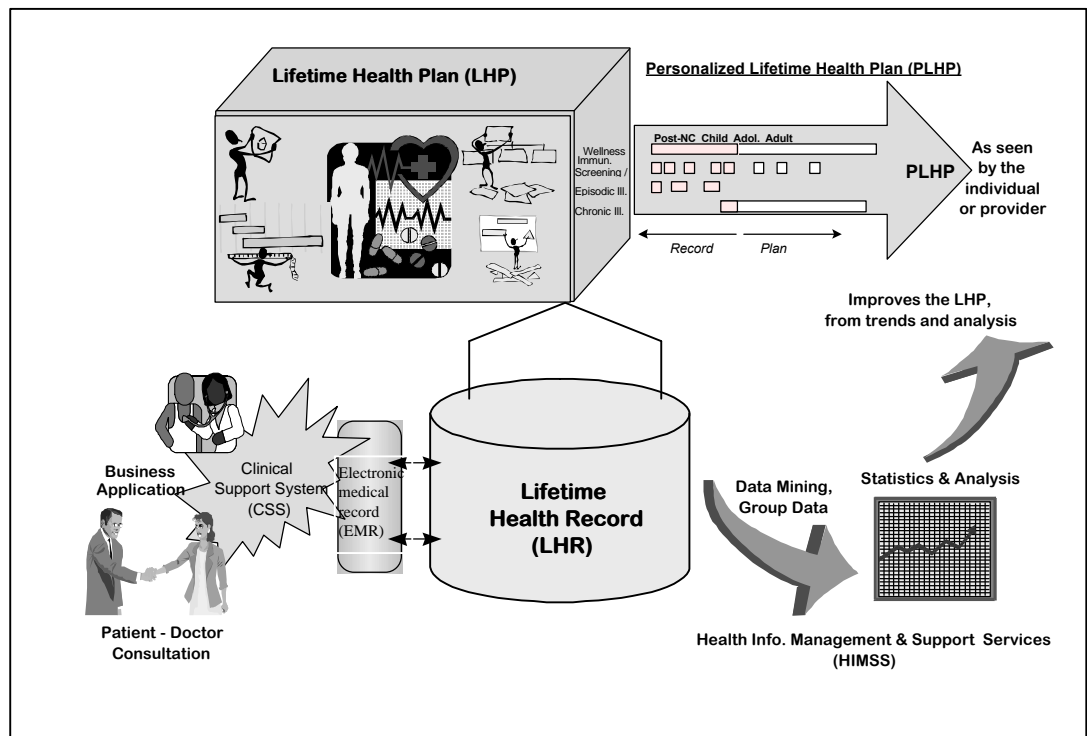 Lifetime Health Plan (LHP)
Personalized Lifetime Health Plan (PLHP)
Wellness
Immun.
Screening /
Episodic Ill.
Chronic Ill.
Post-NC Child Adol. Adult
PLHP
As seen
by the
individual
or provider
Record
Plan
Improves the LHP,
from trends and analysis
Business
Application
Clinical
Support System
(CSS)
Electronic
medical
record
(EMR)
Lifetime
Health Record
(LHR)
Data Mining,
Group Data
Statistics & Analysis
Patient - Doctor
Consultation
Health Info. Management & Support Services
(HIMSS)